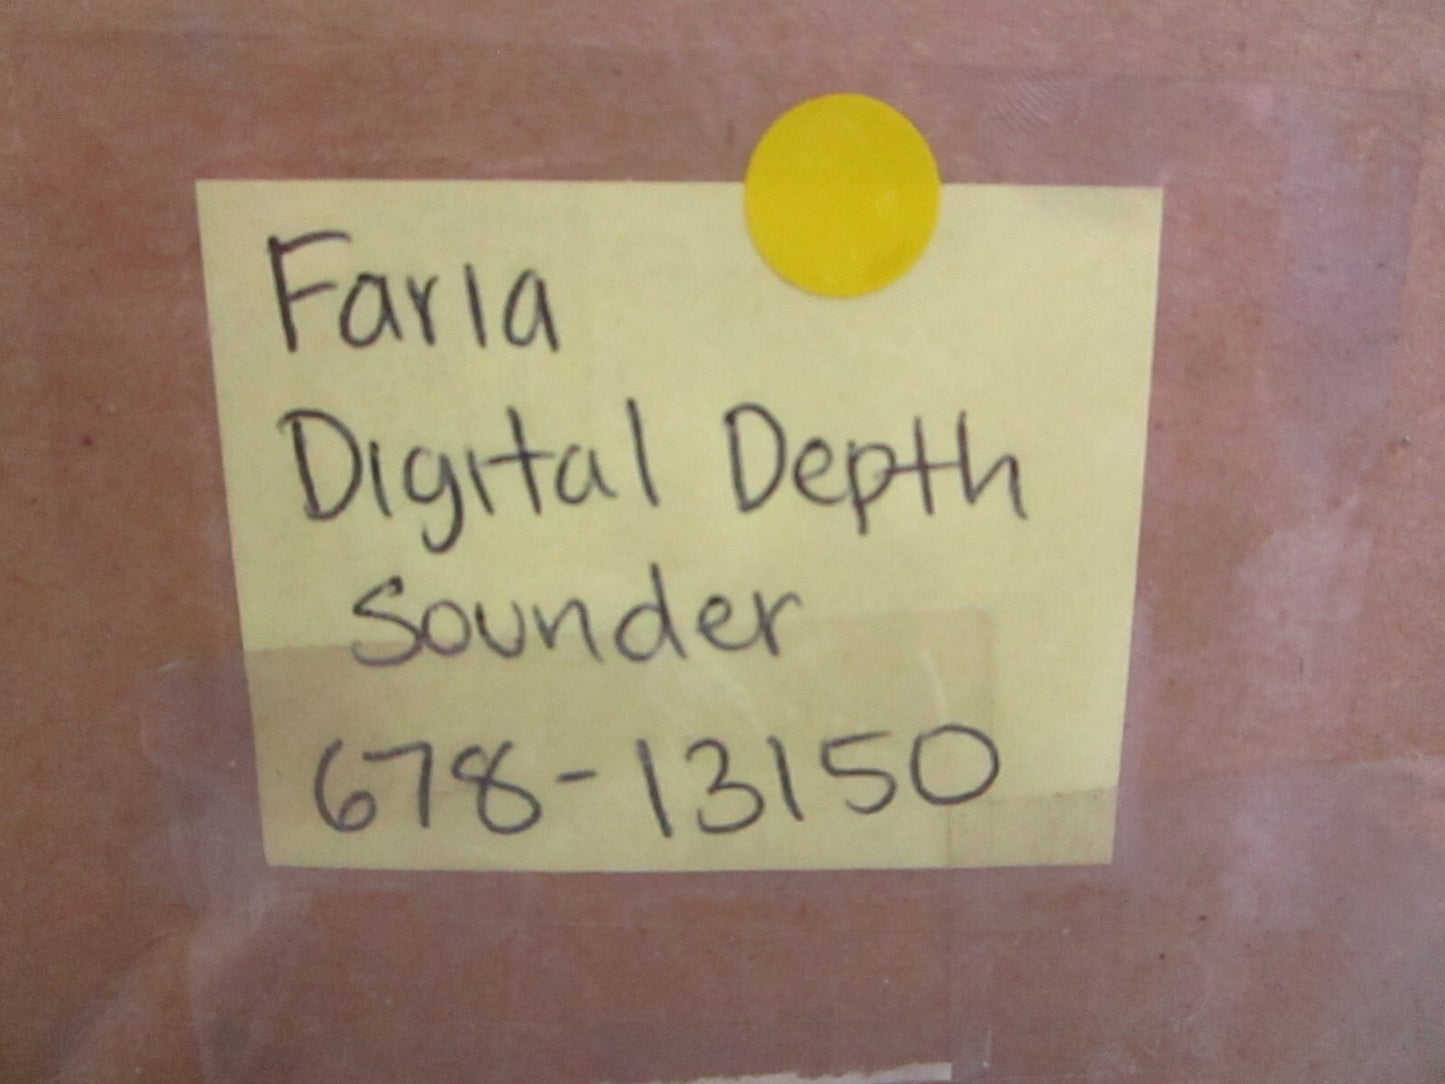 Faria
Digital Depth
Sounder
678-13150